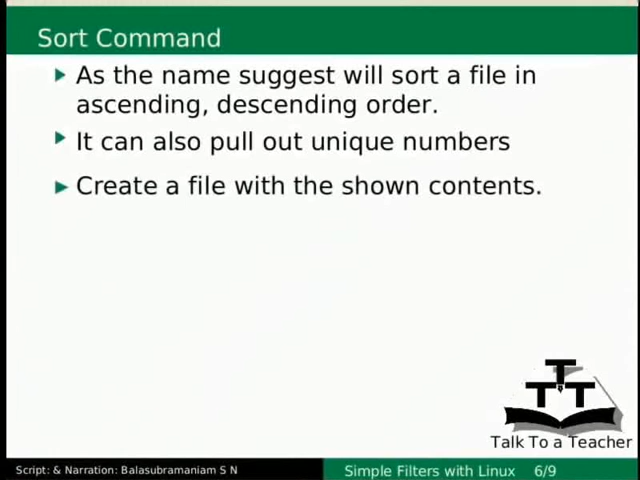 Sort Command
As the name suggest will sort a file in
ascending, descending order.
It can also pull out unique numbers
Create a file with the shown contents.
T
T T
Talk To a Teacher
Script: & Narration: Balasubramaniam S N
Simple Filters with Linux 6/9